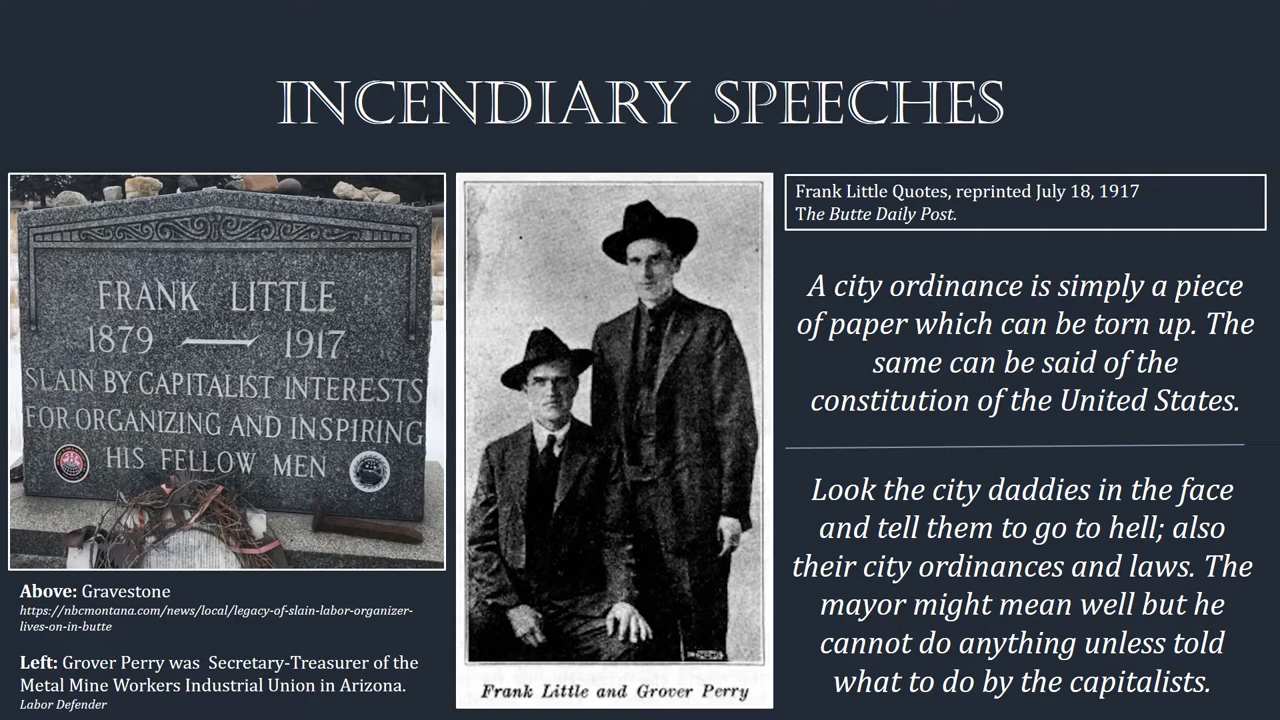 INCENDIARY SPEECHES
FRANK LITTLE
1879 — 1917
SLAIN BY CAPITALIST INTERESTS
FOR ORGANIZING AND INSPIRING
HIS FELLOW MEN
Above: Gravestone
https://nbcmontana.com/news/local/legacy-of-slain-labor-organizer-
lives-on-in-butte
Left: Grover Perry was Secretary-Treasurer of the
Metal Mine Workers Industrial Union in Arizona.
Labor Defender
Frank Little and Grover Perry
Frank Little Quotes, reprinted July 18, 1917
The Butte Daily Post.
A city ordinance is simply a piece
of paper which can be torn up. The
same can be said of the
constitution of the United States.
Look the city daddies in the face
and tell them to go to hell; also
their city ordinances and laws. The
mayor might mean well but he
cannot do anything unless told
what to do by the capitalists.